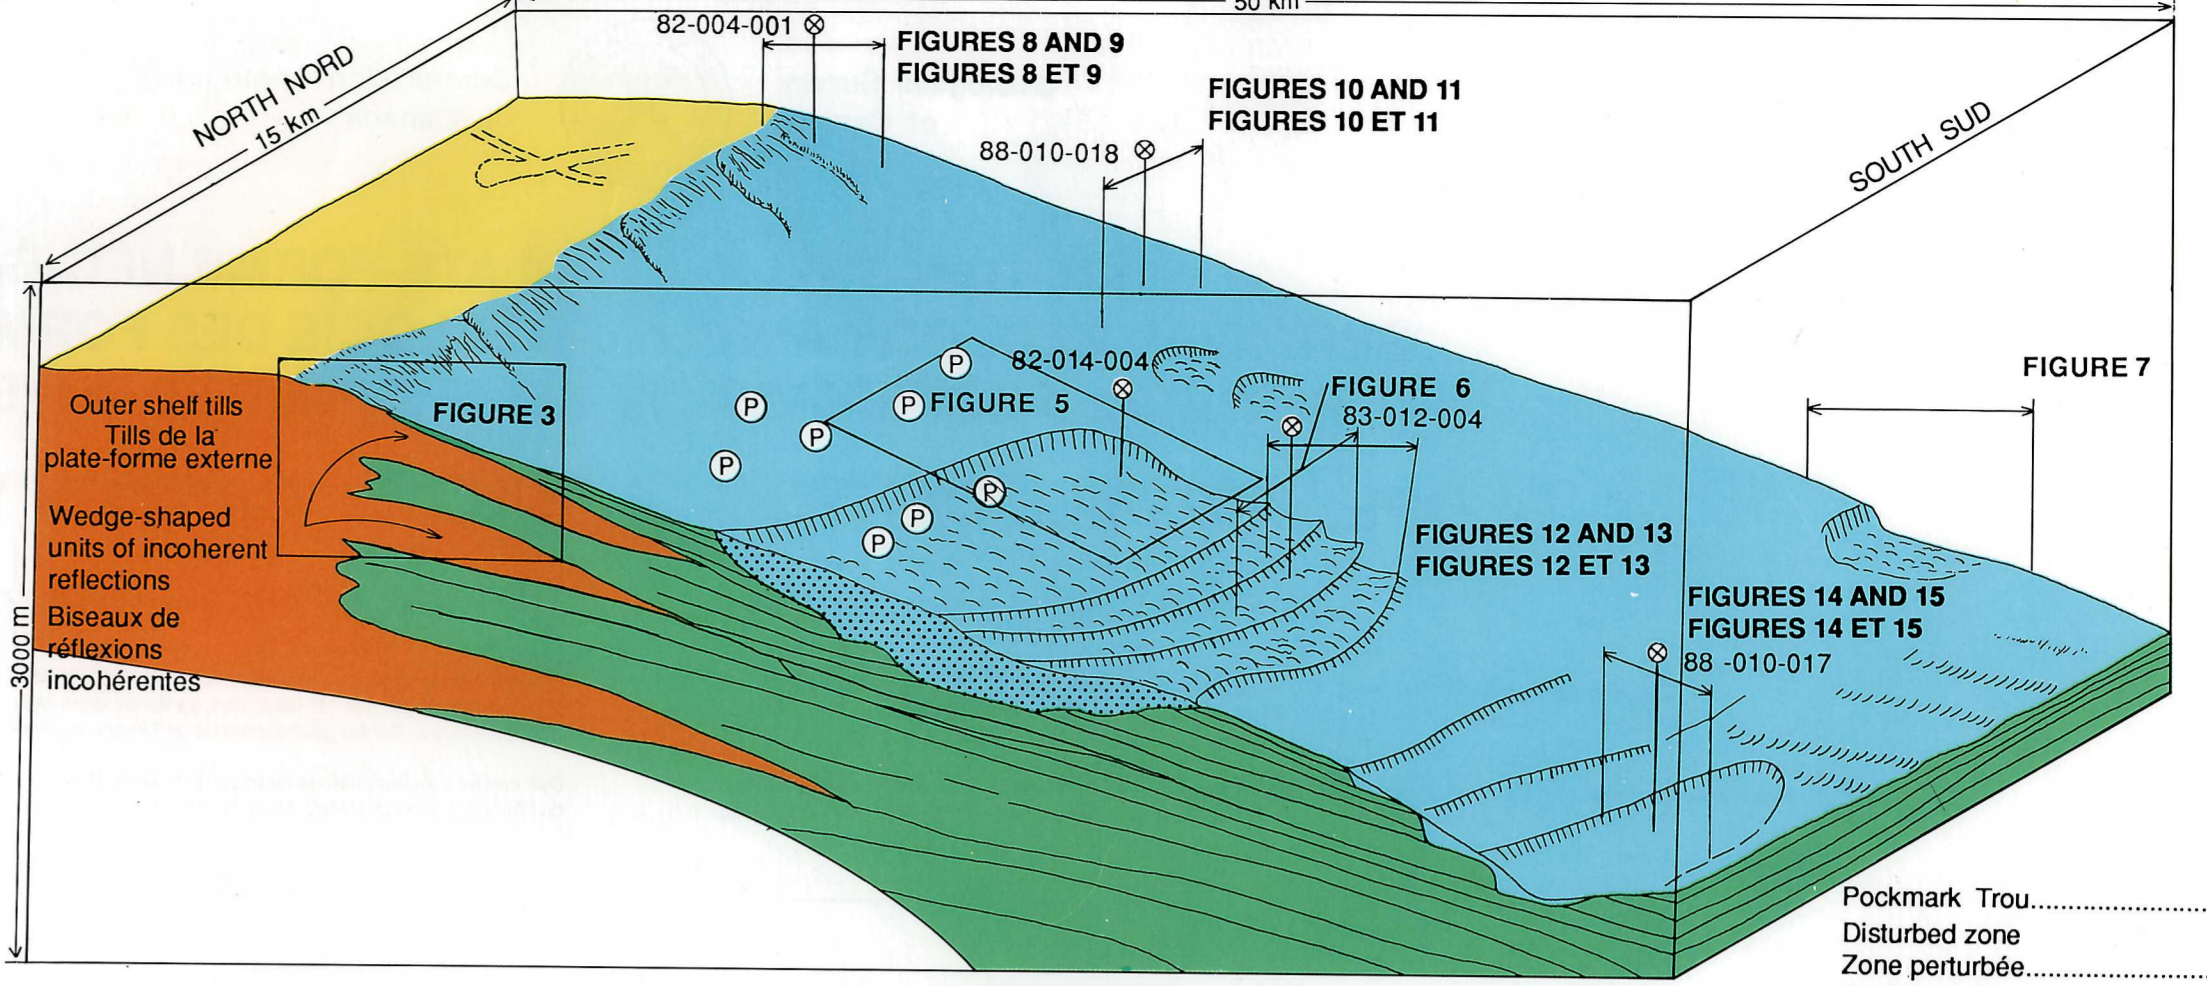 50 km
82-004-001
FIGURES 8 AND 9
FIGURES 8 ET 9
NORTH NORD
15 km
FIGURES 10 AND 11
FIGURES 10 ET 11
88-010-018
SOUTH SUD
FIGURE 7
82-014-004
P
P
P
P
P
P
P
P
FIGURE 5
FIGURE 6
83-012-004
FIGURE 3
Outer shelf tills
Tills de la
plate-forme externe
Wedge-shaped
units of incoherent
reflections
Biseaux de
réflexions
incohérentes
3000 m
FIGURES 12 AND 13
FIGURES 12 ET 13
FIGURES 14 AND 15
FIGURES 14 ET 15
88-010-017
Pockmark Trou......................
Disturbed zone
Zone perturbée......................